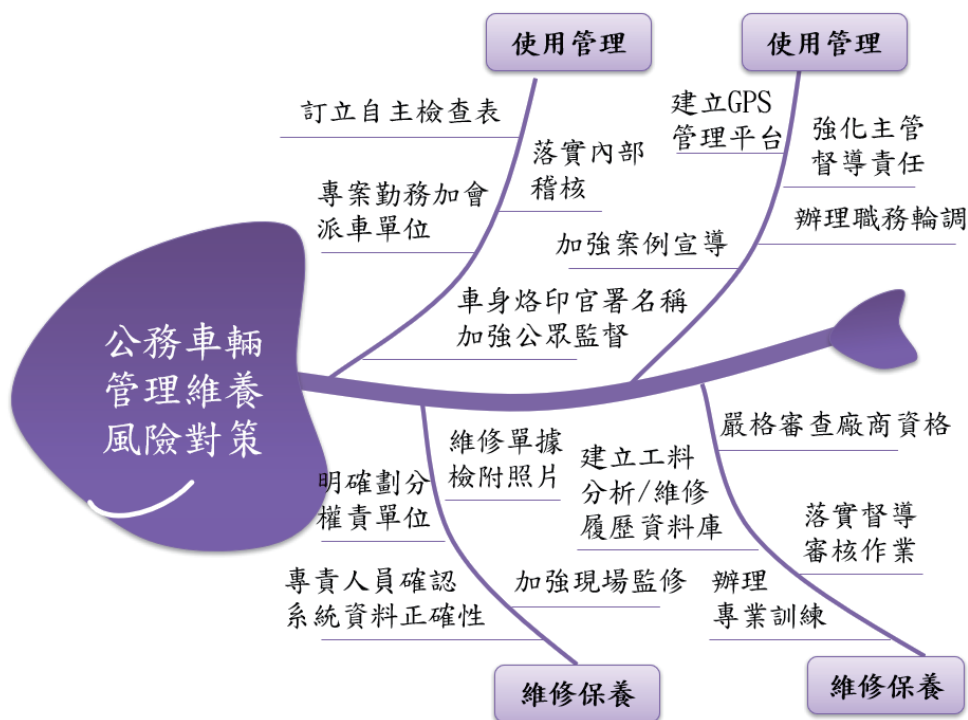 使用管理
使用管理
訂立自主檢查表
落實內部
稽核
專案勤務加會
派車單位
車身烙印官署名稱
加強公眾監督
建立GPS
管理平台
強化主管
督導責任
辦理職務輪調
加強案例宣導
公務車輛
管理維養
風險對策
維修單據
檢附照片
明確劃分
權責單位
專責人員確認
系統資料正確性
加強現場監修
嚴格審查廠商資格
建立工料
分析/維修
履歷資料庫
落實督導
審核作業
辦理
專業訓練
維修保養
維修保養